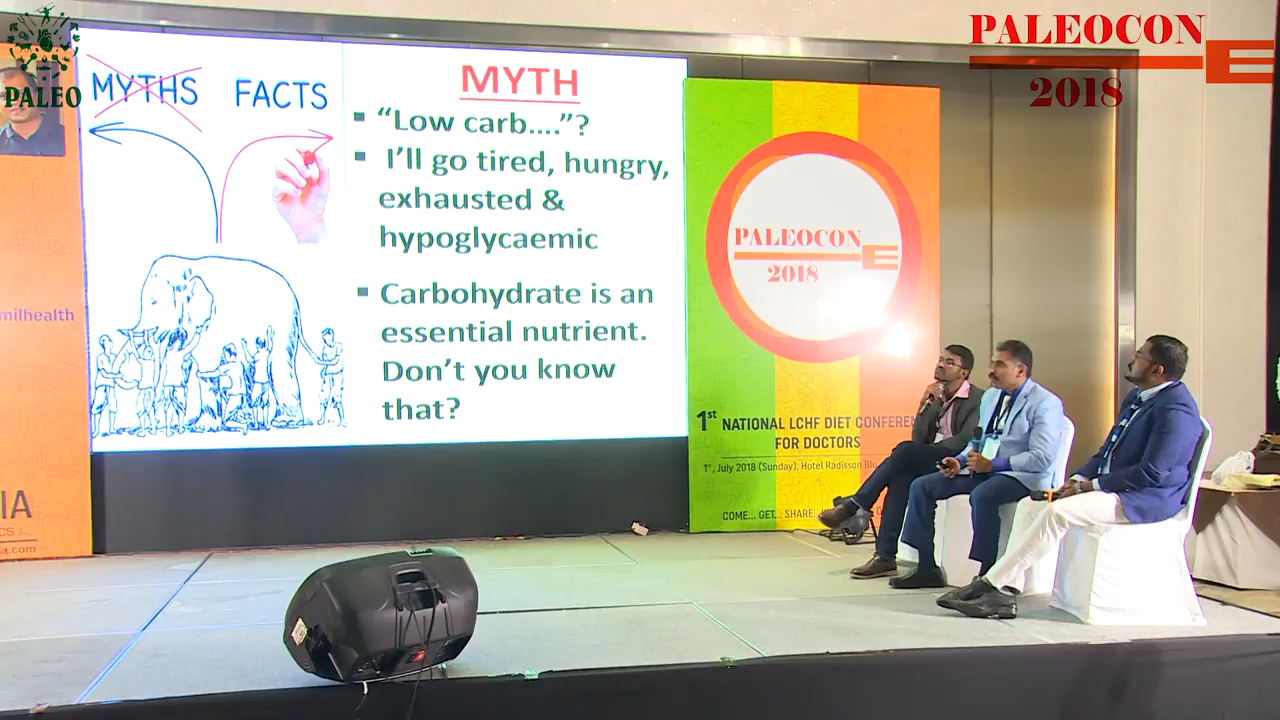 PALEO
MYTHS FACTS
MYTH
▪ “Low carb....”?
▪ I’ll go tired, hungry,
exhausted &
hypoglycaemic
▪ Carbohydrate is an
essential nutrient.
Don’t you know
that?
PALEOCON E
2018
PALEOCON E
2018
1st NATIONAL LCHF DIET
FOR DOCTORS
1st, July 2018 (Sunday), Hotel Radisson
COME... GET... SHARE.
milhealth
IA
a.com